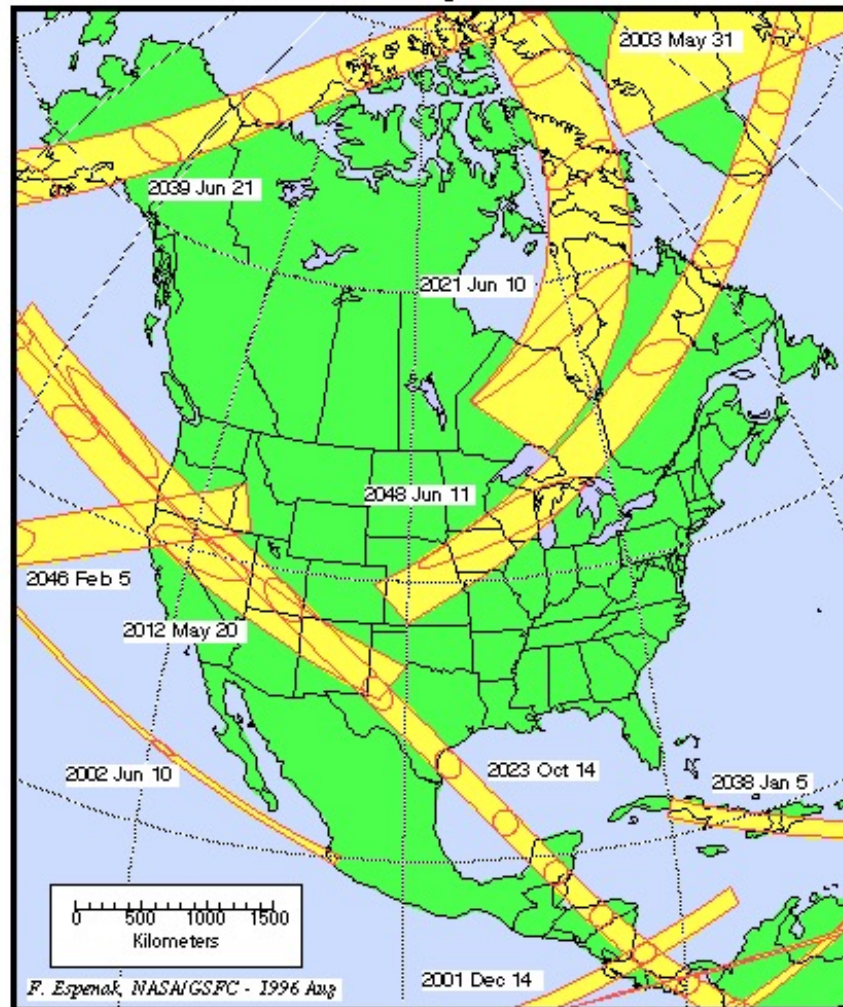 2003 May 31
2039 Jun 21
2021 Jun 10
2048 Jun 11
2046 Feb 5
2012 May 20
2002 Jun 10
2023 Oct 14
2038 Jan 5
0 500 1000 1500
Kilometers
2001 Dec 14
F. Espenak, NASA/GSFC - 1996 Aug